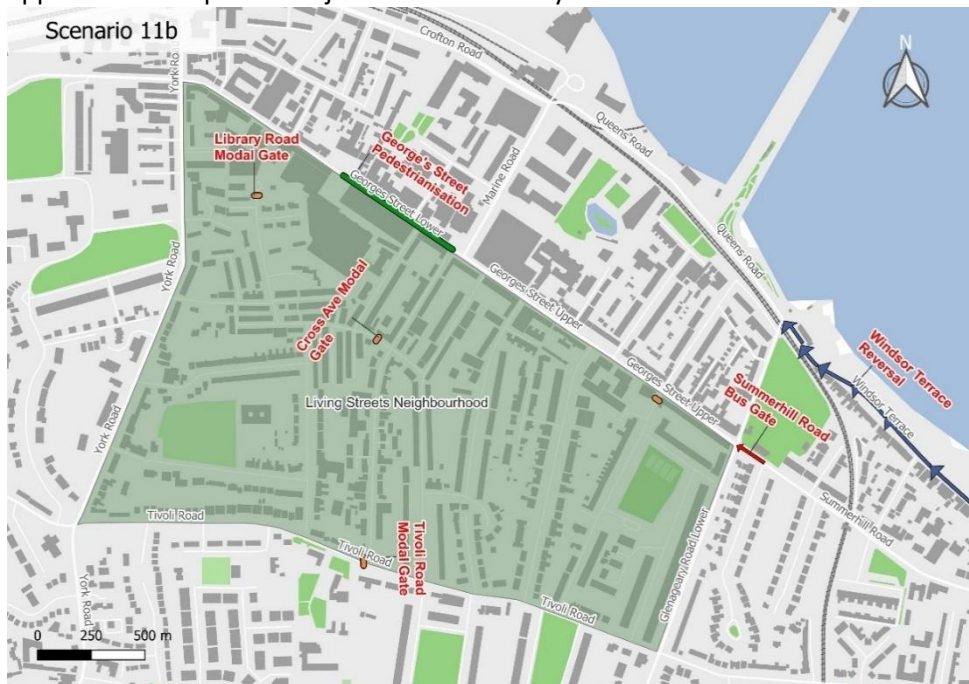 Scenario 11b
York Road
Crofton Road
N
Library Road
Modal Gate
George's Street
Pedestrianisation
Queens Road
Georges Street Lower
Marine Road
York Road
Queens Road
Georges Street Upper
Cross Ave Modal
Gate
Windsor Terrace
Reversal
Windsor Terrace
Living Streets Neighbourhood
Georges Street Upper
Summerhill Road
Bus Gate
York Road
Summerhill Road
Tivoli Road
Tivoli Road
Tivoli Road
Modal Gate
Glenageary Road Lower
York Road
Tivoli Road
0 250 500 m